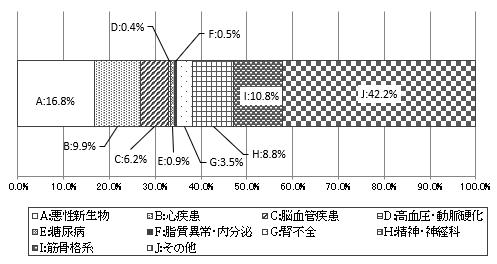 D:0.4%
F:0.5%
A:16.8%
I:10.8%
J:42.2%
B:9.9%
C:6.2%
E:0.9%
G:3.5%
H:8.8%
0.0% 10.0% 20.0% 30.0% 40.0% 50.0% 60.0% 70.0% 80.0% 90.0% 100.0%
A:悪性新生物 B:心疾患 C:脳血管疾患 D:高血圧・動脈硬化
E:糖尿病 F:脂質異常・内分泌 G:腎不全 H:精神・神経科
I:筋骨格系 J:その他